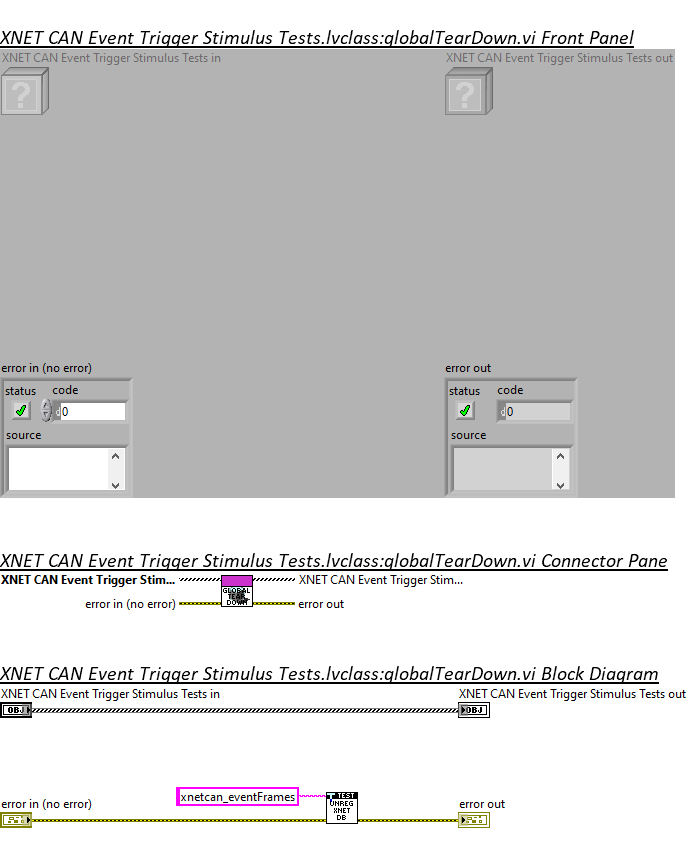 XNET CAN Event Trigger Stimulus Tests.lvclass:globalTearDown.vi Front Panel
XNET CAN Event Trigger Stimulus Tests in
XNET CAN Event Trigger Stimulus Tests out
?
?
error in (no error)
error out
status code
status code
d 0
d 0
source
source
XNET CAN Event Trigger Stimulus Tests.lvclass:globalTearDown.vi Connector Pane
XNET CAN Event Trigger Stim...
XNET CAN Event Trigger Stim...
GLOBAL
TEAR
DOWN
error in (no error)
error out
XNET CAN Event Trigger Stimulus Tests.lvclass:globalTearDown.vi Block Diagram
XNET CAN Event Trigger Stimulus Tests in
XNET CAN Event Trigger Stimulus Tests out
OBJ
OBJ
xnetcan_eventFrames
TEST
UNREG
XNET
DB
error in (no error)
error out